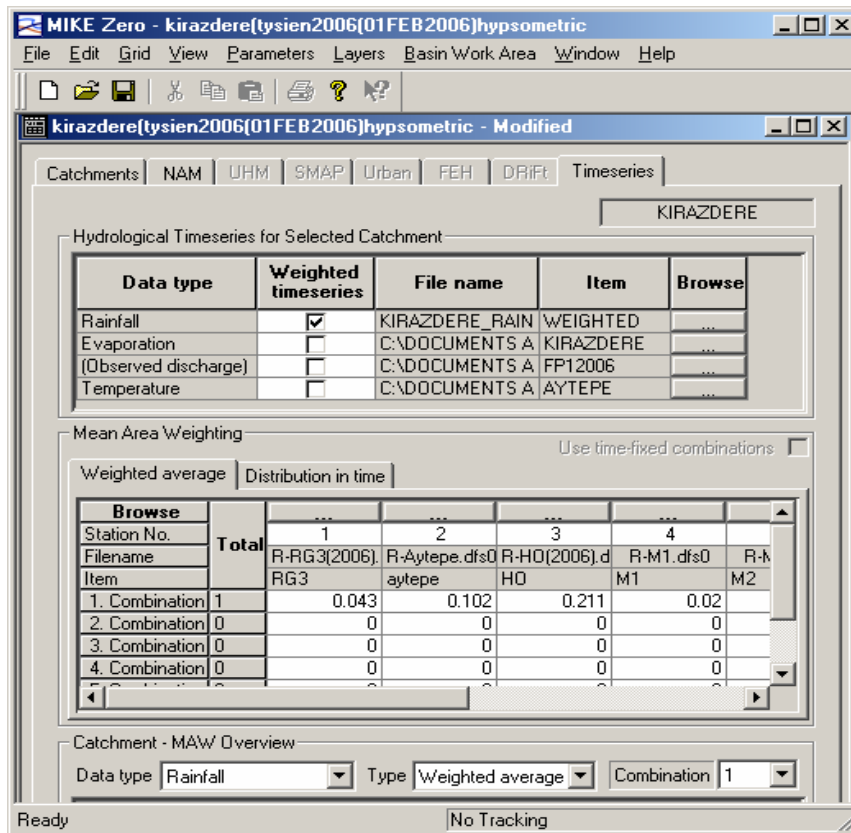 MIKE Zero - kirazdere(tysien2006(01FEB2006)hypsometric
File Edit Grid View Parameters Layers Basin Work Area Window Help
kirazdere(tysien2006(01FEB2006)hypsometric - Modified
Catchments NAM UHM SMAP Urban FEH DRiFt Timeseries
KIRAZDERE
Hydrological Timeseries for Selected Catchment
Data type Weighted timeseries File name Item Browse
Rainfall KIRAZDERE_RAIN WEIGHTED ...
Evaporation C:\DOCUMENTS A KIRAZDERE ...
(Observed discharge) C:\DOCUMENTS A FP12006 ...
Temperature C:\DOCUMENTS A AYTEPE ...
Mean Area Weighting
Use time-fixed combinations
Weighted average Distribution in time
Browse Total ... ... ... ...
Station No. 1 2 3 4
Filename R-RG3(2006). R-Aytepe.dfs0 R-HO(2006).d R-M1.dfs0 R-M
Item RG3 aytepe HO M1 M2
1. Combination 1 0.043 0.102 0.211 0.02
2. Combination 0 0 0 0 0
3. Combination 0 0 0 0 0
4. Combination 0 0 0 0 0
Catchment - MAW Overview
Data type Rainfall Type Weighted average Combination 1
Ready No Tracking